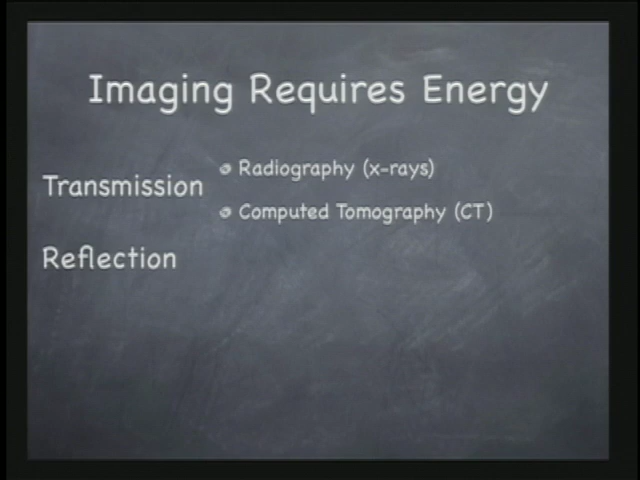 Imaging Requires Energy
Transmission
Radiography (x-rays)
Computed Tomography (CT)
Reflection